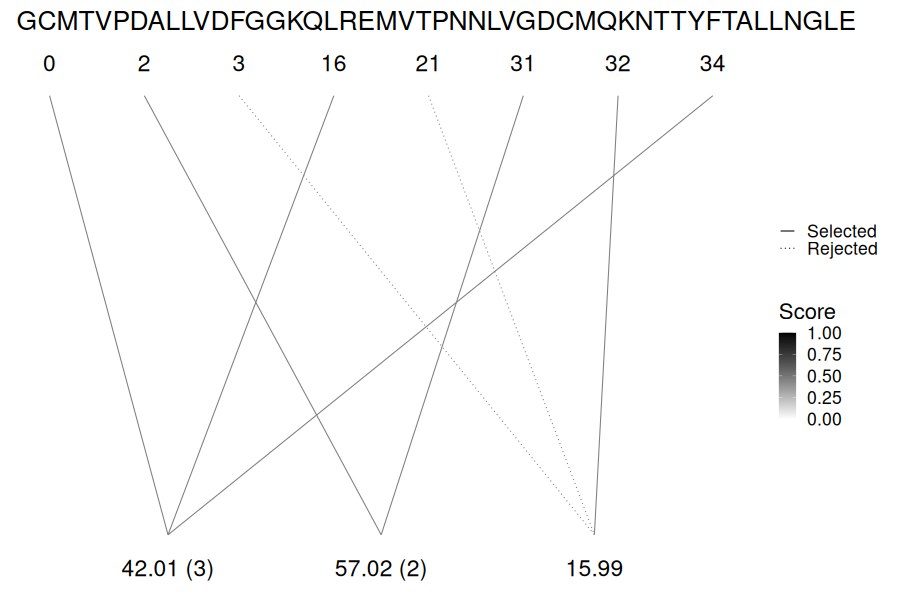 GCMTVPDALLVDFGGKQLREMVTPNNLVGDCMQKNTTYFTALLNGLE
0 2 3 16 21 31 32 34
Selected
Rejected
Score
1.00
0.75
0.50
0.25
0.00
42.01 (3) 57.02 (2) 15.99